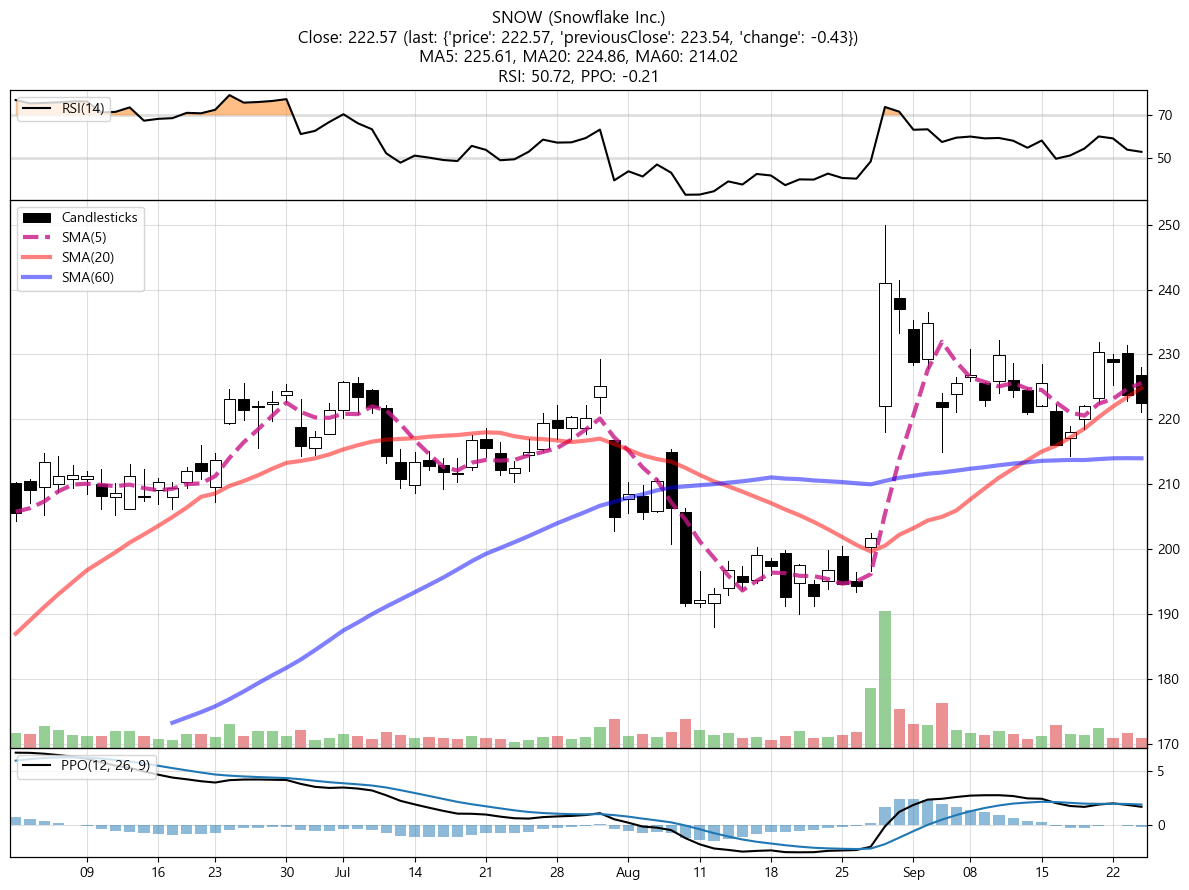 SNOW (Snowflake Inc.)
Close: 222.57 (last: {'price': 222.57, 'previousClose': 223.54, 'change': -0.43})
MA5: 225.61, MA20: 224.86, MA60: 214.02
RSI: 50.72, PPO: -0.21
RSI(14)
70
50
Candlesticks
SMA(5)
SMA(20)
SMA(60)
250
240
230
220
210
200
190
180
170
PPO(12, 26, 9)
5
0
09 16 23 30 Jul 14 21 28 Aug 11 18 25 Sep 08 15 22